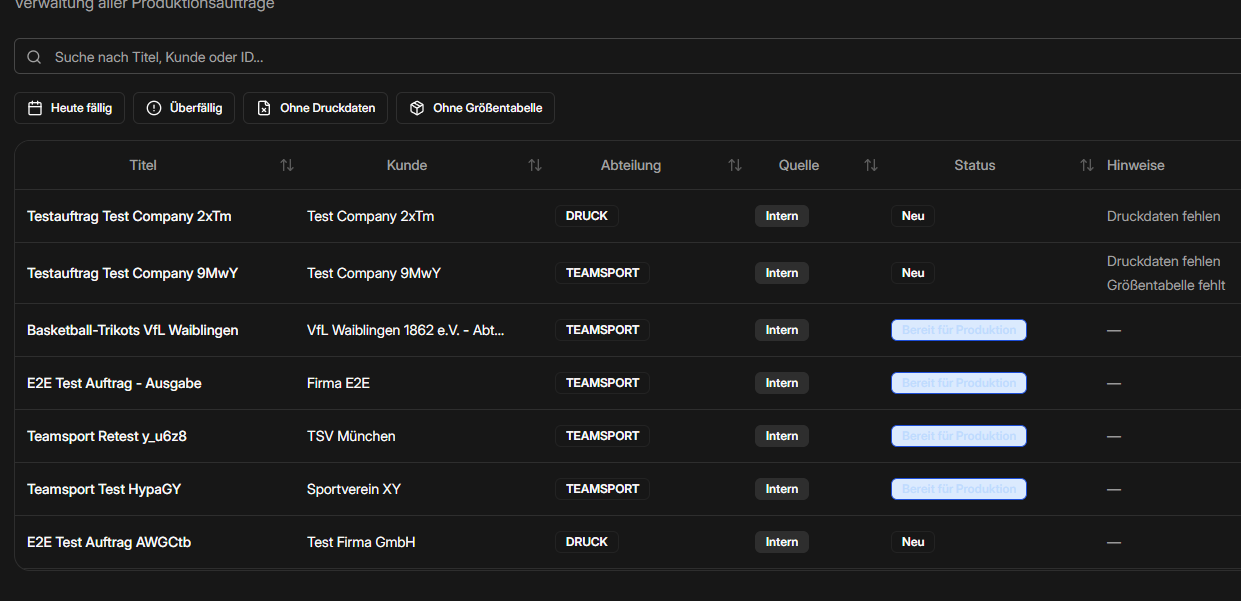 Verwaltung aller Produktionsaufträge
Suche nach Titel, Kunde oder ID...
Heute fällig Überfällig Ohne Druckdaten Ohne Größentabelle
Titel Kunde Abteilung Quelle Status Hinweise
Testauftrag Test Company 2xTm Test Company 2xTm DRUCK Intern Neu Druckdaten fehlen
Testauftrag Test Company 9MwY Test Company 9MwY TEAMSPORT Intern Neu Druckdaten fehlen
Größentabelle fehlt
Basketball-Trikots VfL Waiblingen VfL Waiblingen 1862 e.V. - Abt... TEAMSPORT Intern Bereit für Produktion —
E2E Test Auftrag - Ausgabe Firma E2E TEAMSPORT Intern Bereit für Produktion —
Teamsport Retest y_u6z8 TSV München TEAMSPORT Intern Bereit für Produktion —
Teamsport Test HypaGY Sportverein XY TEAMSPORT Intern Bereit für Produktion —
E2E Test Auftrag AWGCtb Test Firma GmbH DRUCK Intern Neu —